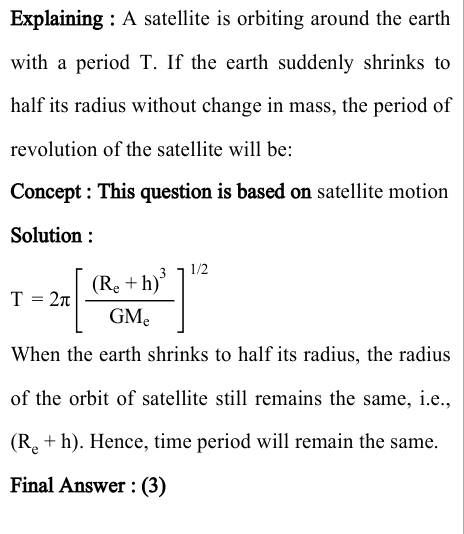 Explaining : A satellite is orbiting around the earth
with a period T. If the earth suddenly shrinks to
half its radius without change in mass, the period of
revolution of the satellite will be:
Concept : This question is based on satellite motion
Solution :
T = 2π [ (Rₑ + h)³ / GMₑ ]^1/2
When the earth shrinks to half its radius, the radius
of the orbit of satellite still remains the same, i.e.,
(Rₑ + h). Hence, time period will remain the same.
Final Answer : (3)